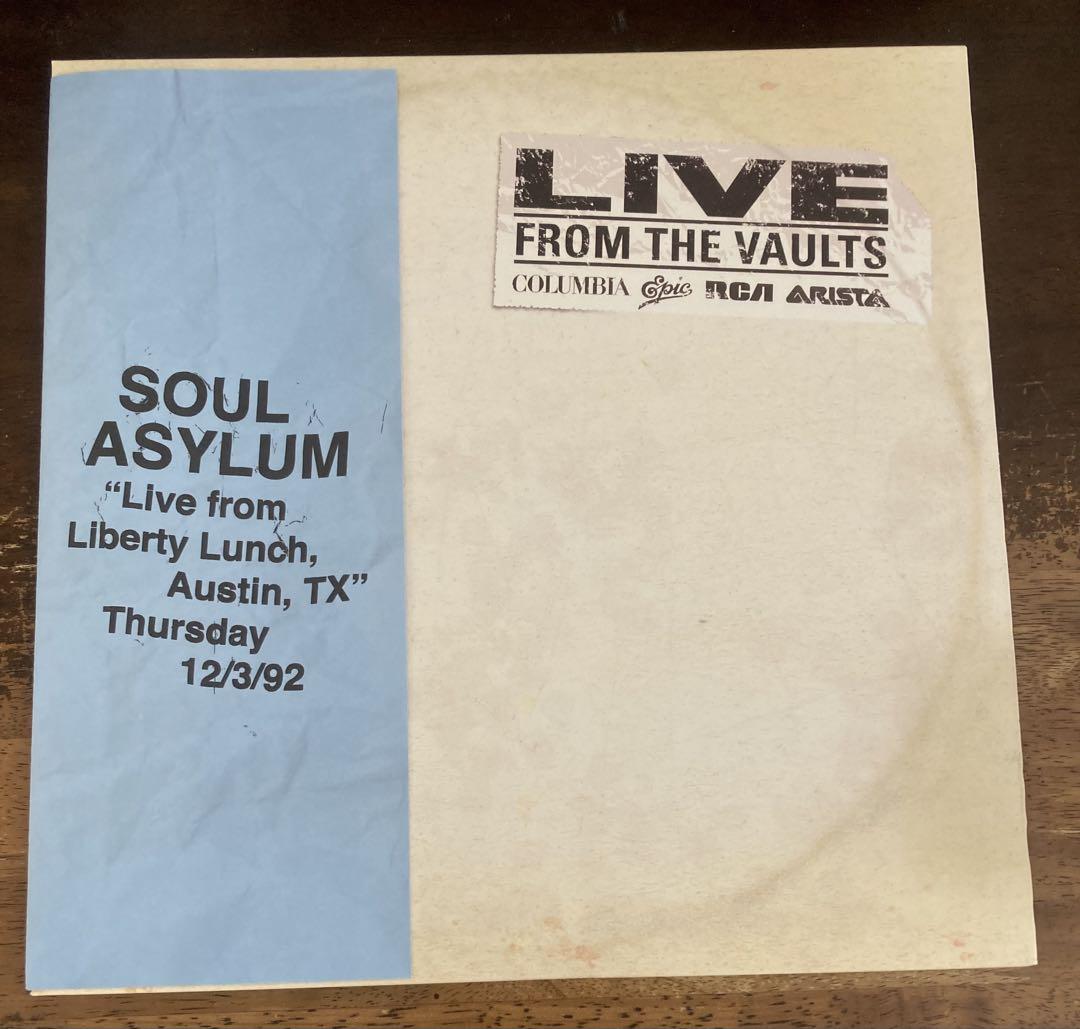 LIVE
FROM THE VAULTS
COLUMBIA Epic RCA ARISTA
SOUL
ASYLUM
“Live from
Liberty Lunch,
Austin, TX”
Thursday
12/3/92